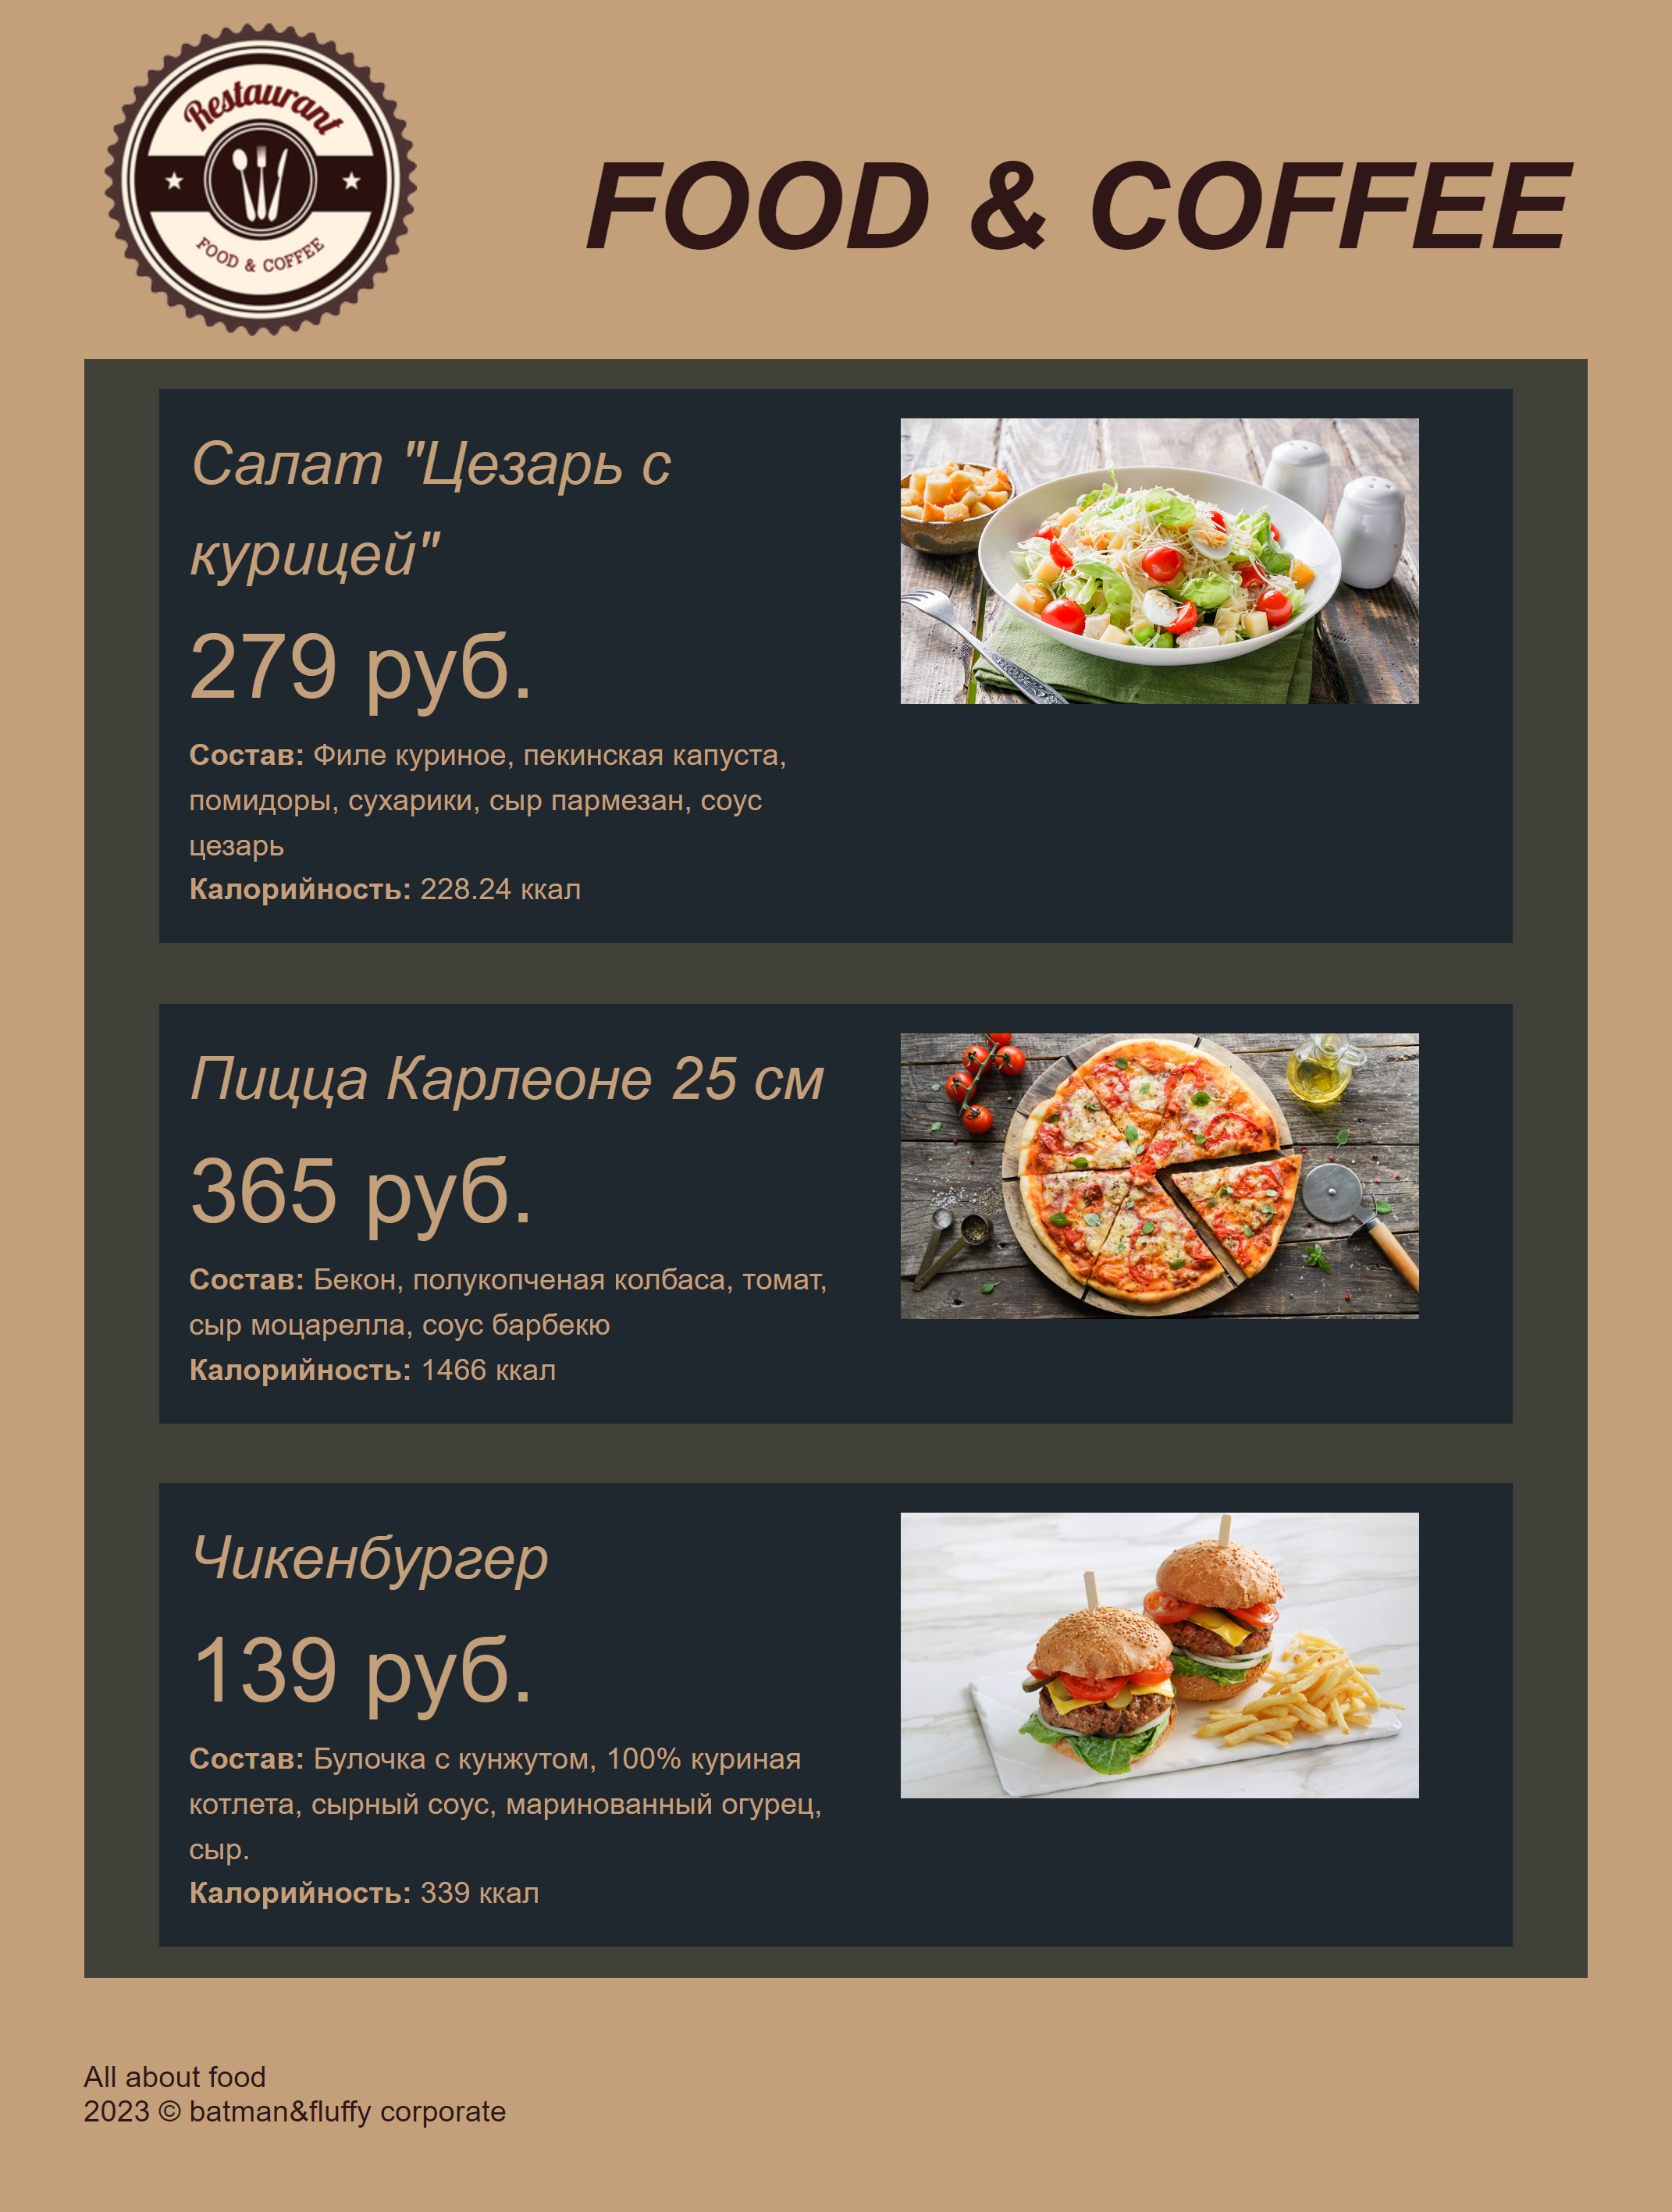 Restaurant
FOOD & COFFEE
FOOD & COFFEE
Салат "Цезарь с
курицей"
279 руб.
Состав: Филе куриное, пекинская капуста,
помидоры, сухарики, сыр пармезан, соус
цезарь
Калорийность: 228.24 ккал
Пицца Карлеоне 25 см
365 руб.
Состав: Бекон, полукопченая колбаса, томат,
сыр моцарелла, соус барбекю
Калорийность: 1466 ккал
Чикенбургер
139 руб.
Состав: Булочка с кунжутом, 100% куриная
котлета, сырный соус, маринованный огурец,
сыр.
Калорийность: 339 ккал
All about food
2023 © batman&fluffy corporate